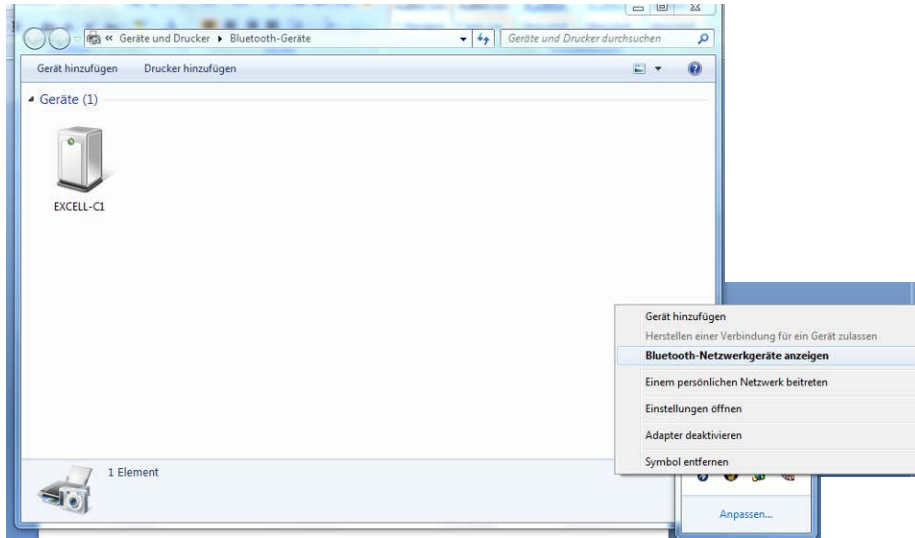 « Geräte und Drucker ▸ Bluetooth-Geräte
Geräte und Drucker durchsuchen
Gerät hinzufügen Drucker hinzufügen
Geräte (1)
EXCELL-C1
Gerät hinzufügen
Herstellen einer Verbindung für ein Gerät zulassen
Bluetooth-Netzwerkgeräte anzeigen
Einem persönlichen Netzwerk beitreten
Einstellungen öffnen
Adapter deaktivieren
Symbol entfernen
1 Element
Anpassen...